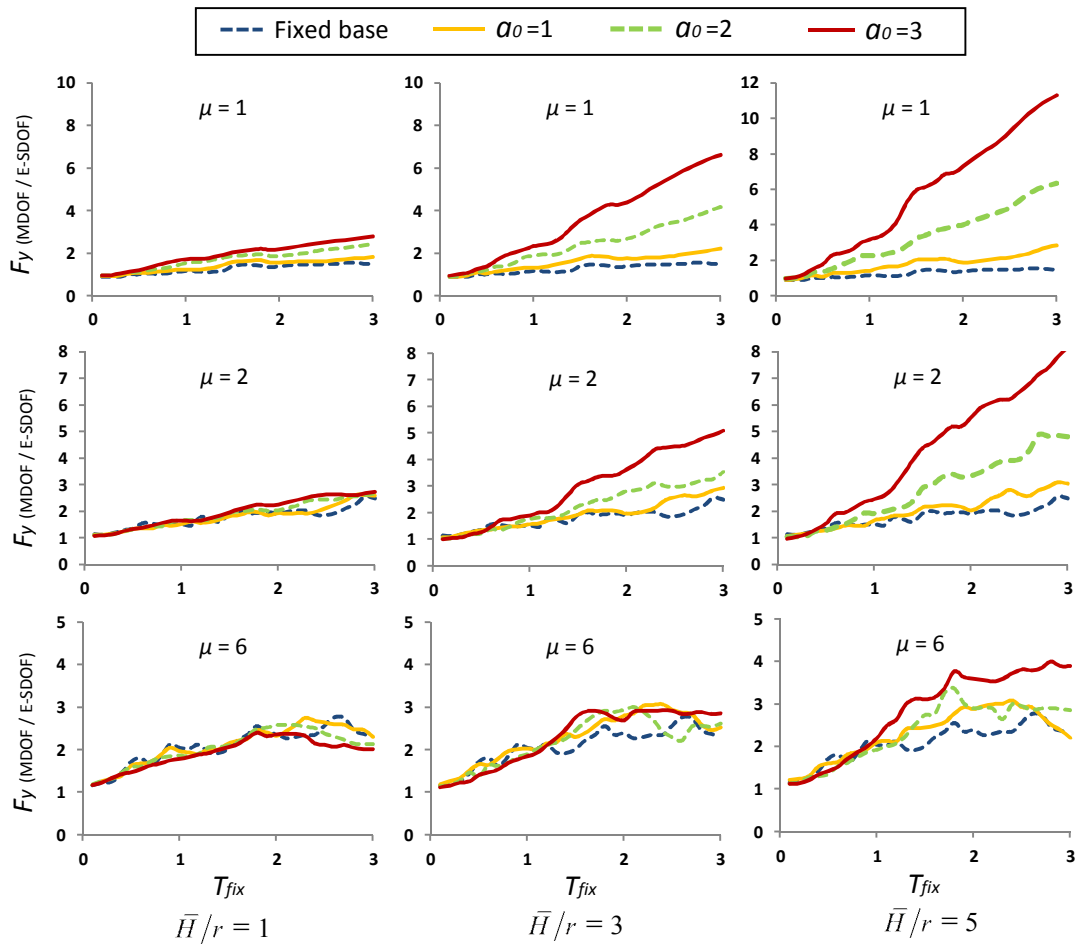 Fixed base a0 =1 a0 =2 a0 =3
Fy (MDOF / E-SDOF)
10
8
6
4
2
0
0 1 2 3
μ = 1
10
8
6
4
2
0
0 1 2 3
μ = 1
12
10
8
6
4
2
0
0 1 2 3
μ = 1
Fy (MDOF / E-SDOF)
8
7
6
5
4
3
2
1
0
0 1 2 3
μ = 2
8
7
6
5
4
3
2
1
0
0 1 2 3
μ = 2
8
7
6
5
4
3
2
1
0
0 1 2 3
μ = 2
Fy (MDOF / E-SDOF)
5
4
3
2
1
0
0 1 2 3
μ = 6
5
4
3
2
1
0
0 1 2 3
μ = 6
5
4
3
2
1
0
0 1 2 3
μ = 6
Tfix Tfix Tfix
H̅/r = 1 H̅/r = 3 H̅/r = 5